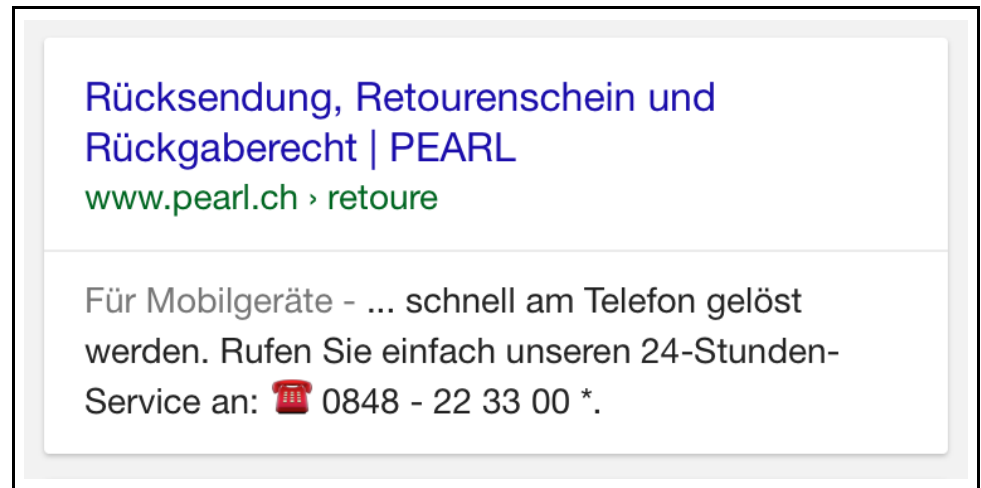 Rücksendung, Retourenschein und
Rückgaberecht | PEARL
www.pearl.ch › retoure
Für Mobilgeräte - ... schnell am Telefon gelöst
werden. Rufen Sie einfach unseren 24-Stunden-
Service an: ☎️ 0848 - 22 33 00 *.